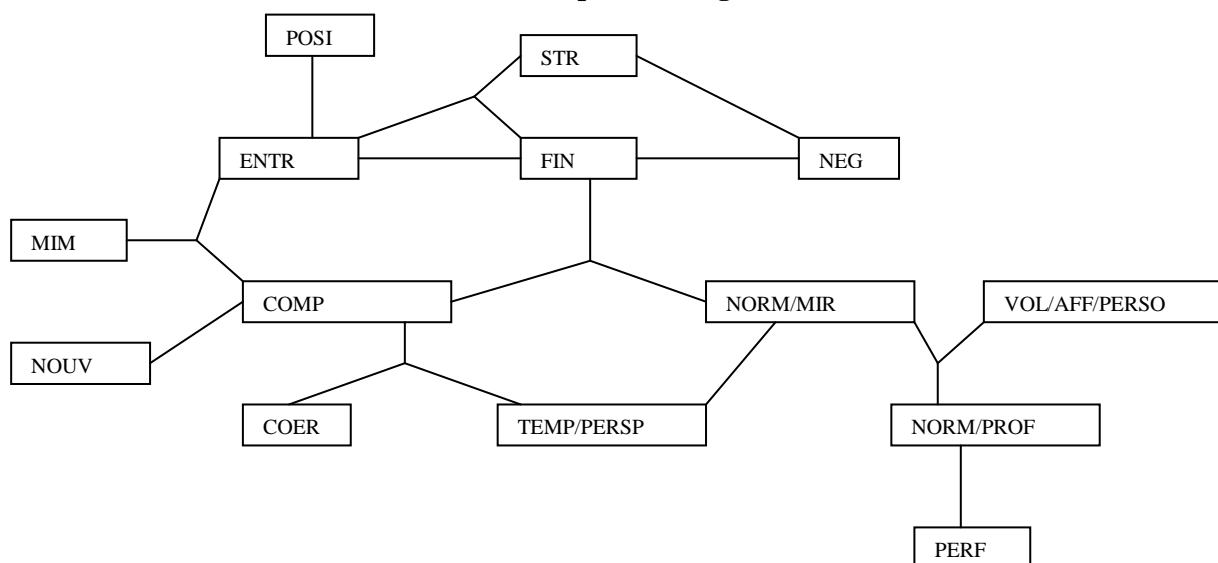 POSI
STR
ENTR
FIN
NEG
MIM
COMP
NORM/MIR
VOL/AFF/PERSO
NOUV
COER
TEMP/PERSP
NORM/PROF
PERF